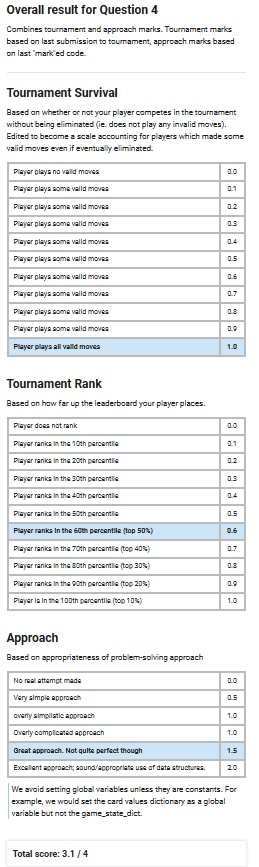 Overall result for Question 4
Combines tournament and approach marks. Tournament marks
based on last submission to tournament, approach marks based
on last "mark"ed code.
Tournament Survival
Based on whether or not your player competes in the tournament
without being eliminated (ie. does not play any invalid moves).
Edited to become a scale accounting for players which made some
valid moves even if eventually eliminated.
Player plays no valid moves 0.0
Player plays some valid moves 0.1
Player plays some valid moves 0.2
Player plays some valid moves 0.3
Player plays some valid moves 0.4
Player plays some valid moves 0.5
Player plays some valid moves 0.6
Player plays some valid moves 0.7
Player plays some valid moves 0.8
Player plays some valid moves 0.9
Player plays all valid moves 1.0
Tournament Rank
Based on how far up the leaderboard your player places.
Player does not rank 0.0
Player ranks in the 10th percentile 0.1
Player ranks in the 20th percentile 0.2
Player ranks in the 30th percentile 0.3
Player ranks in the 40th percentile 0.4
Player ranks in the 50th percentile 0.5
Player ranks in the 60th percentile (top 50%) 0.6
Player ranks in the 70th percentile (top 40%) 0.7
Player ranks in the 80th percentile (top 30%) 0.8
Player ranks in the 90th percentile (top 20%) 0.9
Player is in the 100th percentile (top 10%) 1.0
Approach
Based on appropriateness of problem-solving approach
No real attempt made 0.0
Very simple approach 0.5
overly simplistic approach 1.0
Overly complicated approach 1.0
Great approach. Not quite perfect though 1.5
Excellent approach; sound/appropriate use of data structures. 2.0
We avoid setting global variables unless they are constants. For
example, we would set the card values dictionary as a global
variable but not the game_state_dict.
Total score: 3.1 / 4